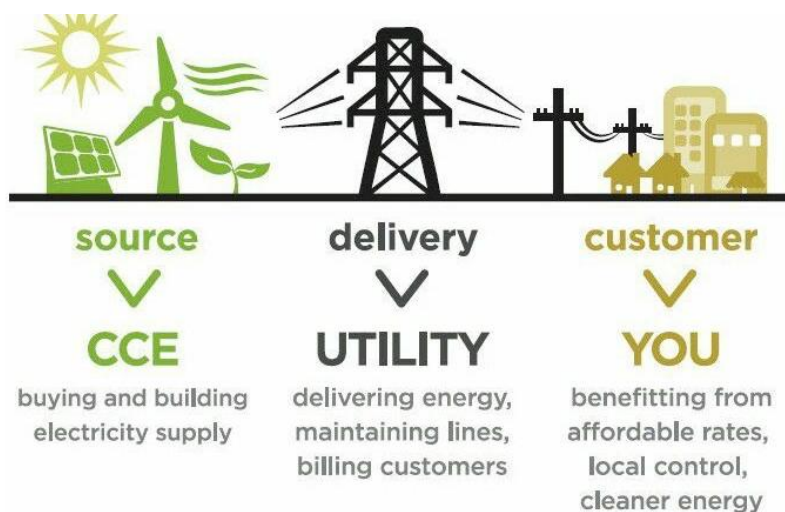 source
CCE
buying and building
electricity supply
delivery
UTILITY
delivering energy,
maintaining lines,
billing customers
customer
YOU
benefitting from
affordable rates,
local control,
cleaner energy